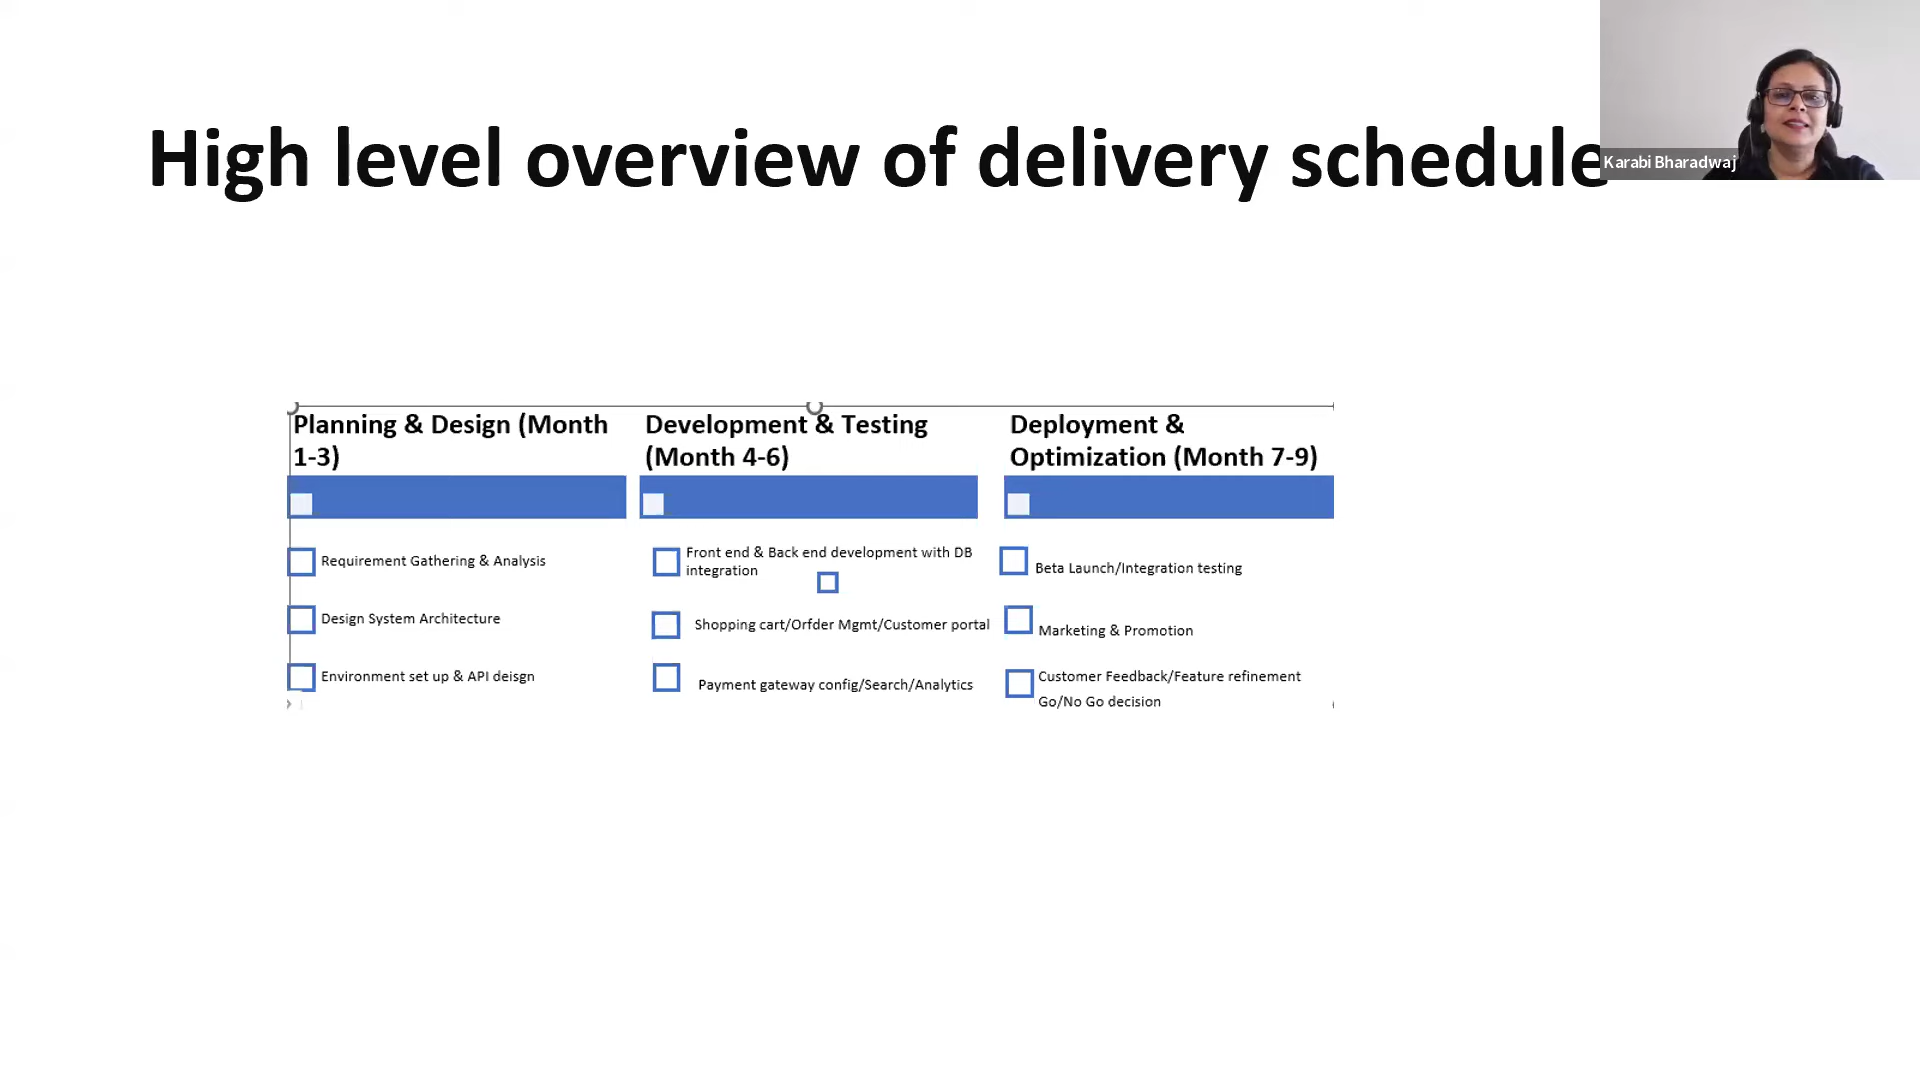 High level overview of delivery schedule
Karabi Bharadwaj
Planning & Design (Month
1-3)
Requirement Gathering & Analysis
Design System Architecture
Environment set up & API deisgn
Development & Testing
(Month 4-6)
Front end & Back end development with DB
integration
Shopping cart/Orfder Mgmt/Customer portal
Payment gateway config/Search/Analytics
Deployment &
Optimization (Month 7-9)
Beta Launch/Integration testing
Marketing & Promotion
Customer Feedback/Feature refinement
Go/No Go decision